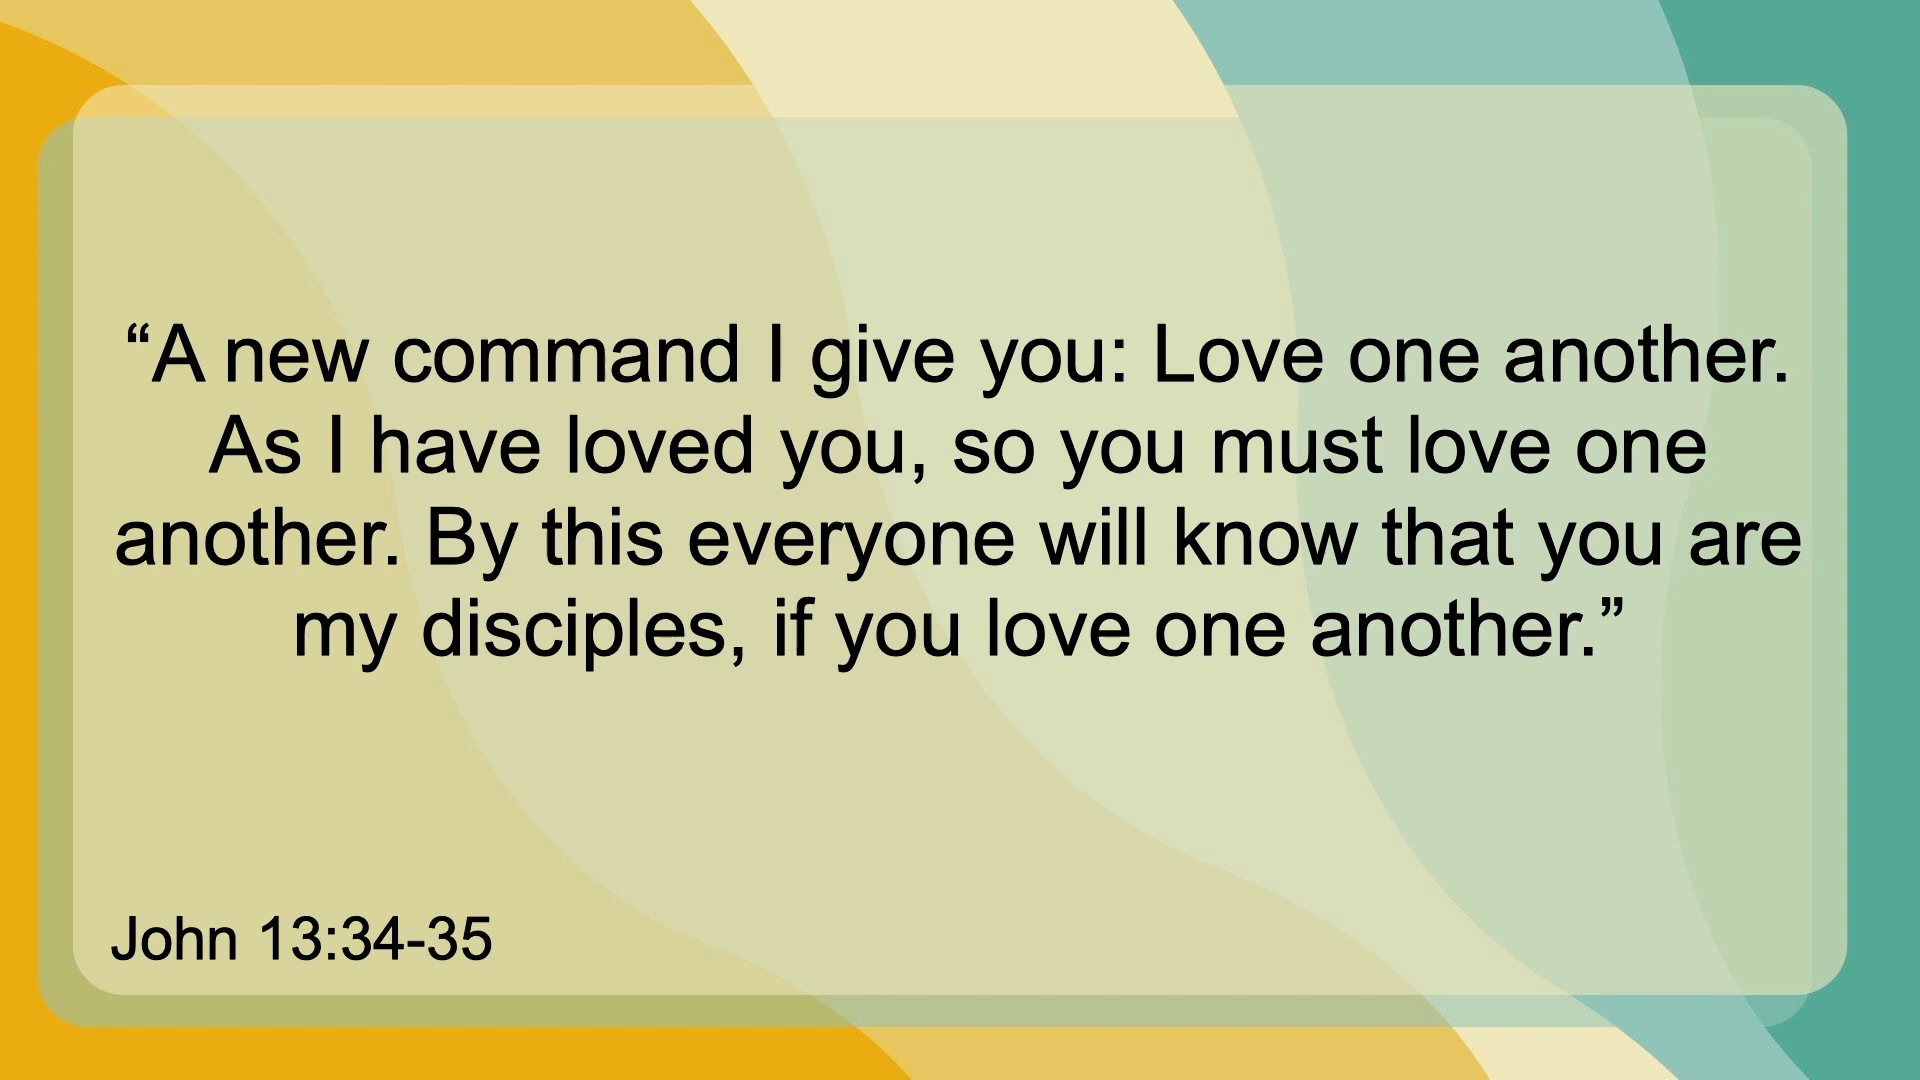 “A new command I give you: Love one another.
As I have loved you, so you must love one
another. By this everyone will know that you are
my disciples, if you love one another.”
John 13:34-35